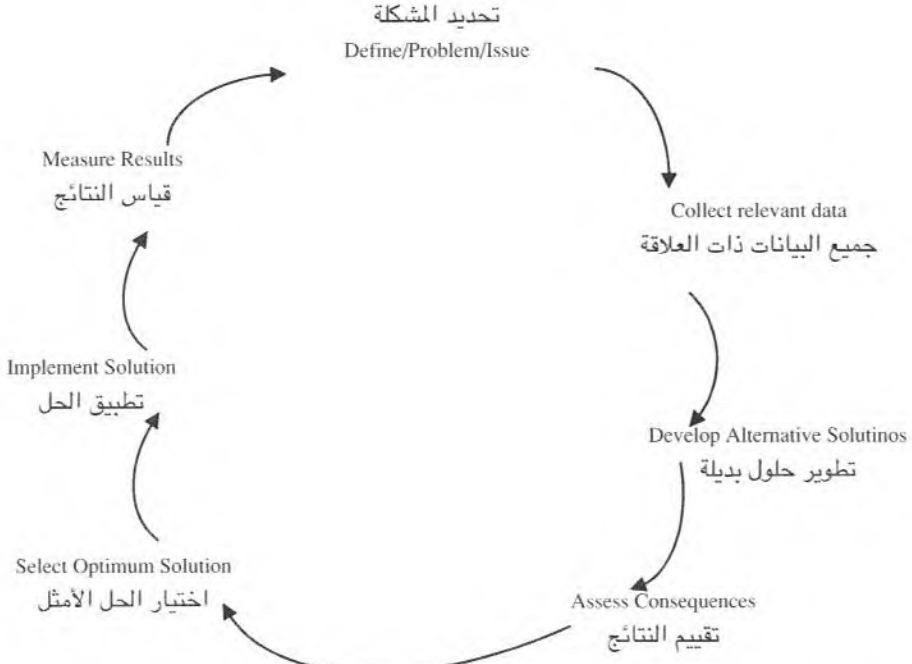 تحديد المشكلة
Define/Problem/Issue
Collect relevant data
جميع البيانات ذات العلاقة
Develop Alternative Solutinos
تطوير حلول بديلة
Assess Consequences
تقييم النتائج
Select Optimum Solution
اختيار الحل الأمثل
Implement Solution
تطبيق الحل
Measure Results
قياس النتائج